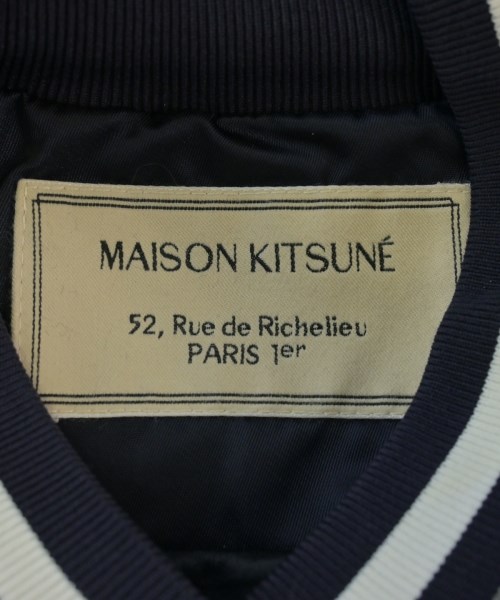 MAISON KITSUNÉ
52, Rue de Richelieu
PARIS 1er